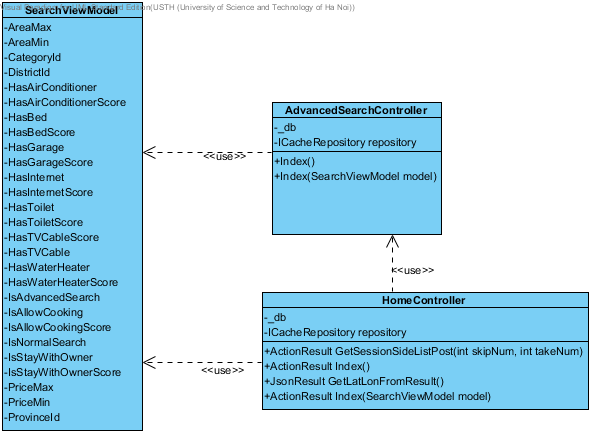 Edition(USTH (University of Science and Technology of Ha Noi))
SearchViewModel
-AreaMax
-AreaMin
-CategoryId
-DistrictId
-HasAirConditioner
-HasAirConditionerScore
-HasBed
-HasBedScore
-HasGarage
-HasGarageScore
-HasInternet
-HasInternetScore
-HasToilet
-HasToiletScore
-HasTVCableScore
-HasTVCable
-HasWaterHeater
-HasWaterHeaterScore
-IsAdvancedSearch
-IsAllowCooking
-IsAllowCookingScore
-IsNormalSearch
-IsStayWithOwner
-IsStayWithOwnerScore
-PriceMax
-PriceMin
-ProvinceId
<<use>>
AdvancedSearchController
-_db
-ICacheRepository repository
+Index()
+Index(SearchViewModel model)
<<use>>
<<use>>
HomeController
-_db
-ICacheRepository repository
+ActionResult GetSessionSideListPost(int skipNum, int takeNum)
+ActionResult Index()
+JsonResult GetLatLonFromResult()
+ActionResult Index(SearchViewModel model)